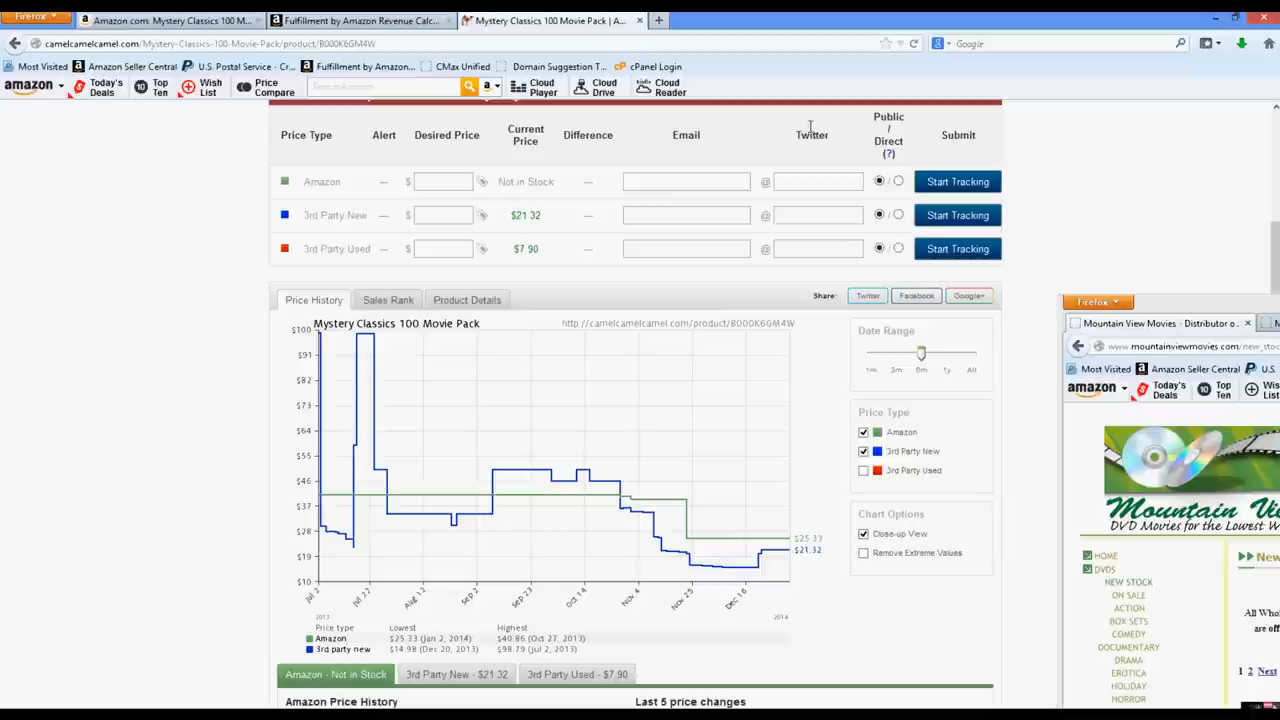 Firefox
Amazon.com: Mystery Classics 100 M...
Fulfillment by Amazon Revenue Calc...
Mystery Classics 100 Movie Pack | A...
camelcamelcamel.com/Mystery-Classics-100-Movie-Pack/product/B000K6GM4W
Google
Most Visited
Amazon Seller Central
U.S. Postal Service - Cr...
Fulfillment by Amazon...
CMax Unified
Domain Suggestion T...
cPanel Login
amazon
Today's Deals
Top Ten
Wish List
Price Compare
Cloud Player
Cloud Drive
Cloud Reader
Price Type
Alert
Desired Price
Current Price
Difference
Email
Twitter
Public / Direct (?)
Submit
Amazon — $ Not in Stock — @ / Start Tracking
3rd Party New — $ $21.32 — @ / Start Tracking
3rd Party Used — $ $7.90 — @ / Start Tracking
Price History
Sales Rank
Product Details
Share:
Twitter
Facebook
Google+
Mystery Classics 100 Movie Pack
http://camelcamelcamel.com/product/B000K6GM4W
$100
$91
$82
$73
$64
$55
$46
$37
$28
$19
$10
$25.33
$21.32
Jul 2
Jul 22
Aug 12
Sep 2
Sep 23
Oct 14
Nov 4
Nov 25
Dec 16
2013
2014
Price type Lowest Highest
Amazon $25.33 (Jan 2, 2014) $40.86 (Oct 27, 2013)
3rd party new $14.98 (Dec 20, 2013) $98.79 (Jul 2, 2013)
Date Range
1m 3m 6m 1y All
Price Type
Amazon
3rd Party New
3rd Party Used
Chart Options
Close-up View
Remove Extreme Values
Amazon - Not in Stock
3rd Party New - $21.32
3rd Party Used - $7.90
Amazon Price History
Last 5 price changes
Firefox
Mountain View Movies - Distributor o...
www.mountainviewmovies.com/new_sto
Most Visited
Amazon Seller Central
U.S.
amazon
Today's Deals
Top Ten
Wis List
Mountain Vi
DVD Movies for the Lowest W
HOME
DVDS
NEW STOCK
ON SALE
ACTION
BOX SETS
COMEDY
DOCUMENTARY
DRAMA
EROTICA
HOLIDAY
HORROR
New
All Who
are off
1 2 Next